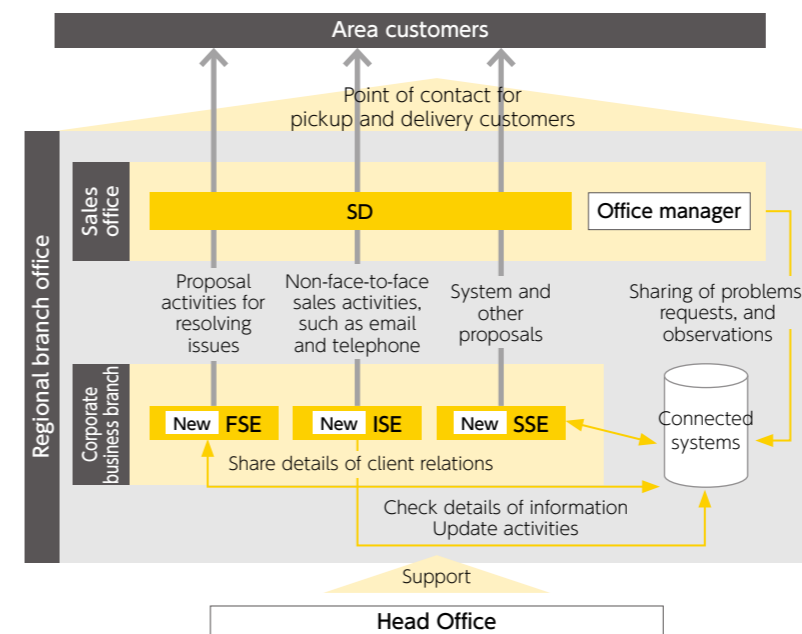 Area customers
Point of contact for
pickup and delivery customers
Regional branch office
Sales
office
SD
Office manager
Proposal
activities for
resolving
issues
Non-face-to-face
sales activities,
such as email
and telephone
System and
other
proposals
Sharing of problems
requests, and
observations
Corporate
business branch
New FSE
New ISE
New SSE
Connected
systems
Share details of client relations
Check details of information
Update activities
Support
Head Office